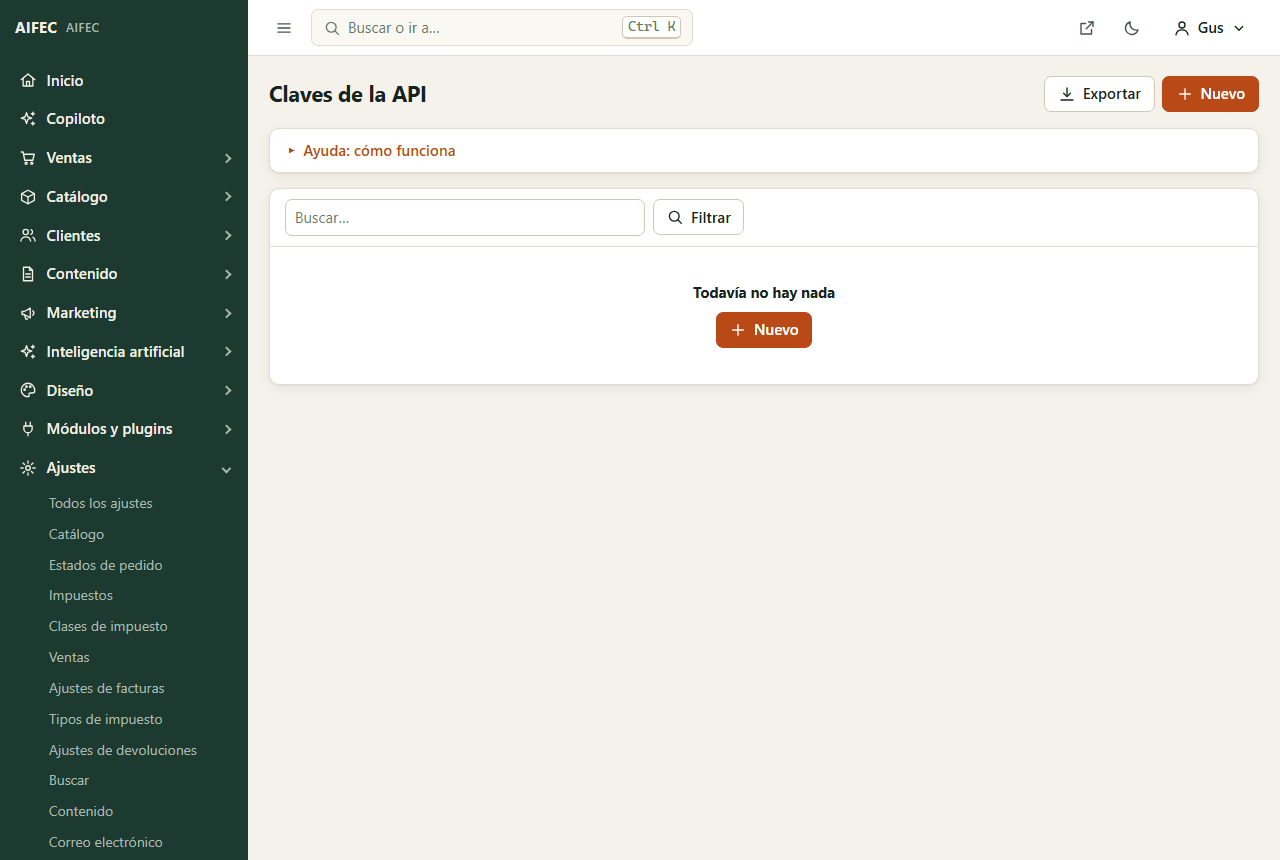 AIFEC AIFEC
Buscar o ir a...
Ctrl K
Gus
Inicio
Copiloto
Ventas
Catálogo
Clientes
Contenido
Marketing
Inteligencia artificial
Diseño
Módulos y plugins
Ajustes
Todos los ajustes
Catálogo
Estados de pedido
Impuestos
Clases de impuesto
Ventas
Ajustes de facturas
Tipos de impuesto
Ajustes de devoluciones
Buscar
Contenido
Correo electrónico
Claves de la API
Exportar
Nuevo
Ayuda: cómo funciona
Buscar...
Filtrar
Todavía no hay nada
Nuevo